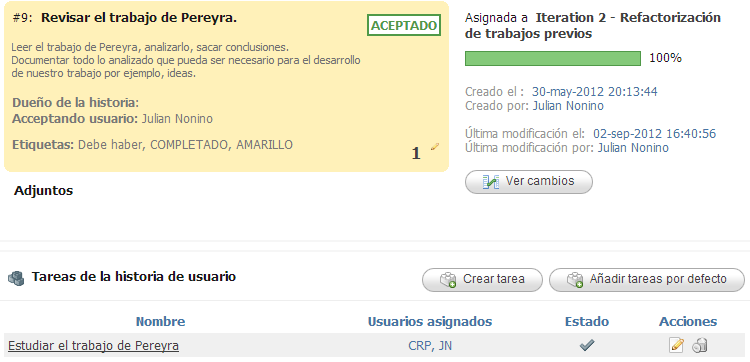 #9: Revisar el trabajo de Pereyra.
ACEPTADO
Leer el trabajo de Pereyra, analizarlo, sacar conclusiones.
Documentar todo lo analizado que pueda ser necesario para el desarrollo
de nuestro trabajo por ejemplo, ideas.
Dueño de la historia:
Aceptando usuario: Julian Nonino
Etiquetas: Debe haber, COMPLETADO, AMARILLO
1
Adjuntos
Asignada a Iteration 2 - Refactorización
de trabajos previos
100%
Creado el : 30-may-2012 20:13:44
Creado por: Julian Nonino
Última modificación el: 02-sep-2012 16:40:56
Última modificación por: Julian Nonino
Ver cambios
Tareas de la historia de usuario
Crear tarea
Añadir tareas por defecto
Nombre Usuarios asignados Estado Acciones
Estudiar el trabajo de Pereyra CRP, JN